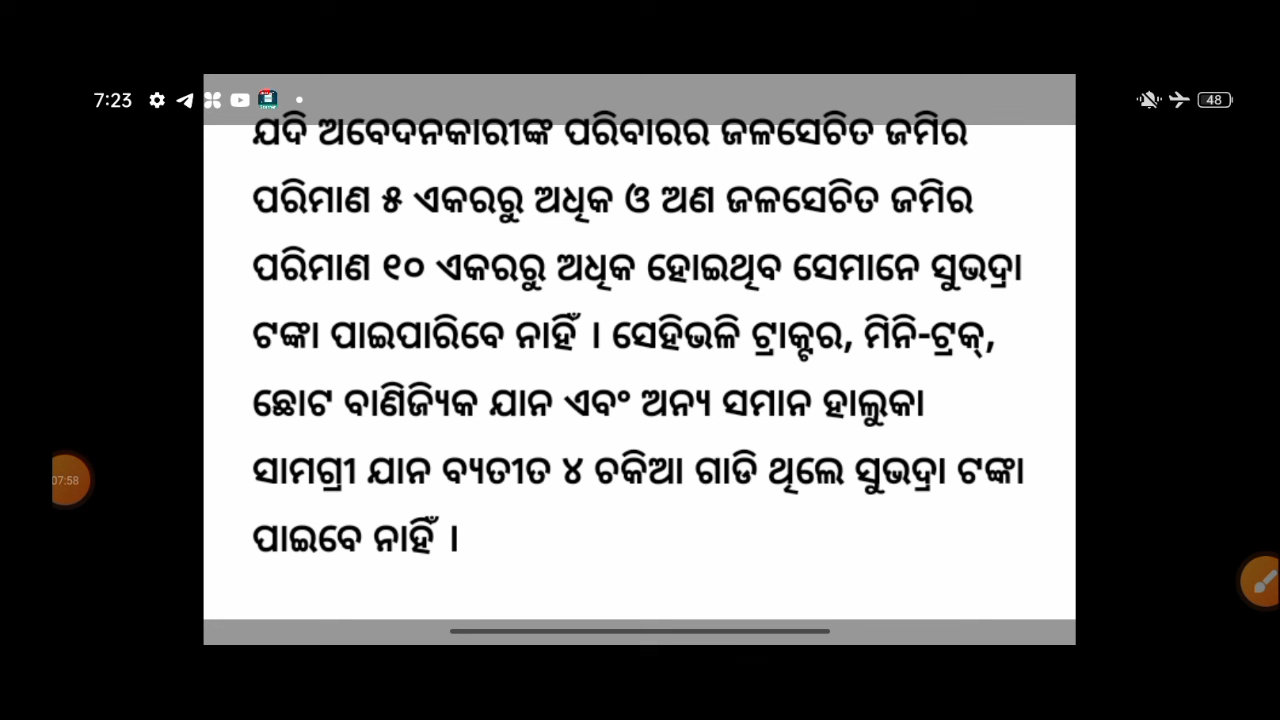 7:23
48
ଯଦି ଅବେଦନକାରୀଙ୍କ ପରିବାରର ଜଳସେଚିତ ଜମିର
ପରିମାଣ ୫ ଏକରରୁ ଅଧିକ ଓ ଅଣ ଜଳସେଚିତ ଜମିର
ପରିମାଣ ୧୦ ଏକରରୁ ଅଧିକ ହୋଇଥିବ ସେମାନେ ସୁଭଦ୍ରା
ଟଙ୍କା ପାଇପାରିବେ ନାହିଁ । ସେହିଭଳି ଟ୍ରାକ୍ଟର, ମିନି-ଟ୍ରକ୍,
ଛୋଟ ବାଣିଜ୍ୟିକ ଯାନ ଏବଂ ଅନ୍ୟ ସମାନ ହାଲୁକା
ସାମଗ୍ରୀ ଯାନ ବ୍ୟତୀତ ୪ ଚକିଆ ଗାଡି ଥିଲେ ସୁଭଦ୍ରା ଟଙ୍କା
07:58
ପାଇବେ ନାହିଁ ।